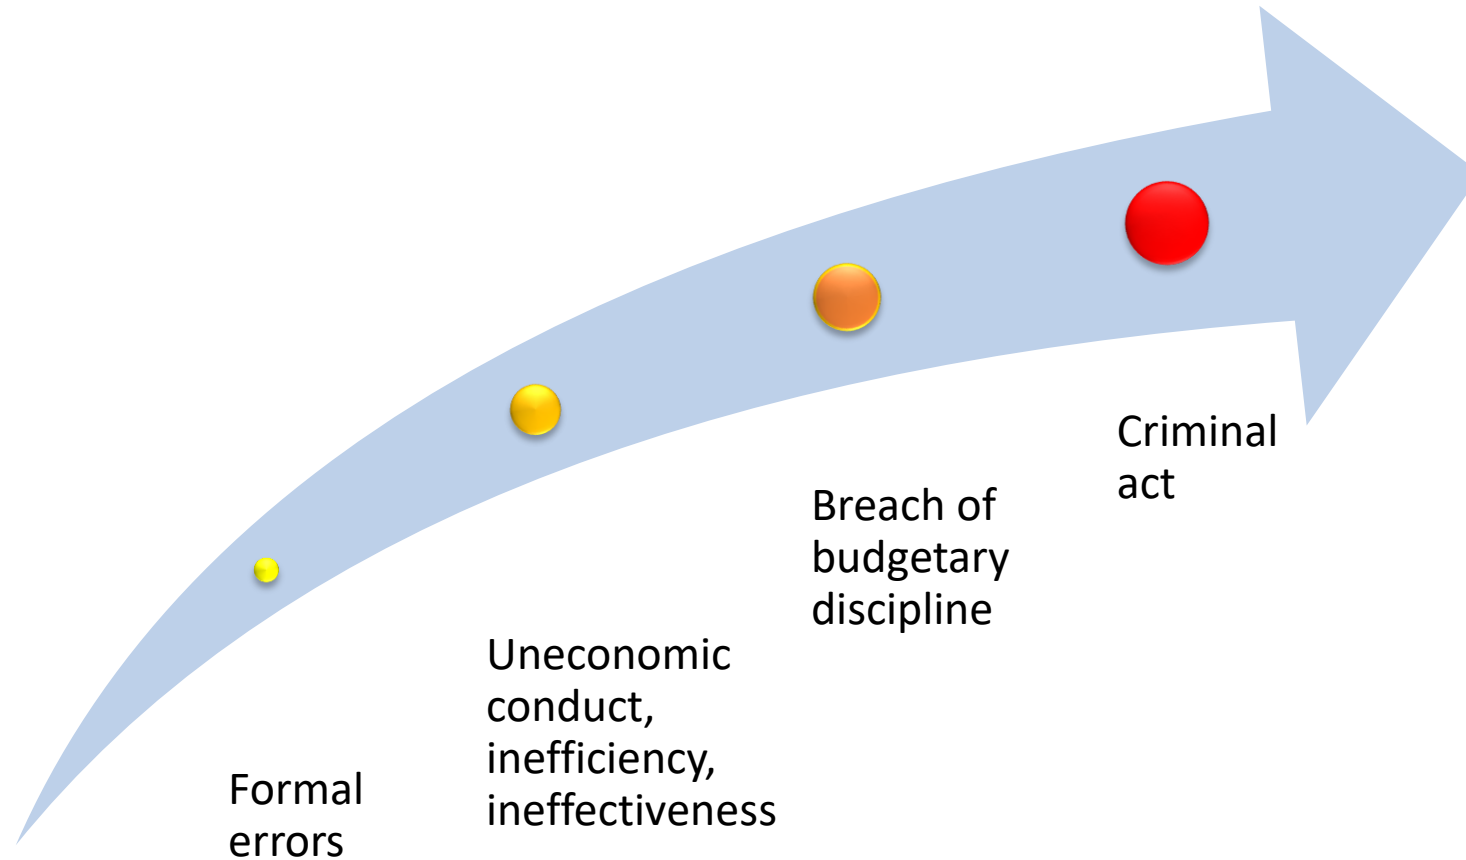 Formal
errors
Uneconomic
conduct,
inefficiency,
ineffectiveness
Breach of
budgetary
discipline
Criminal
act